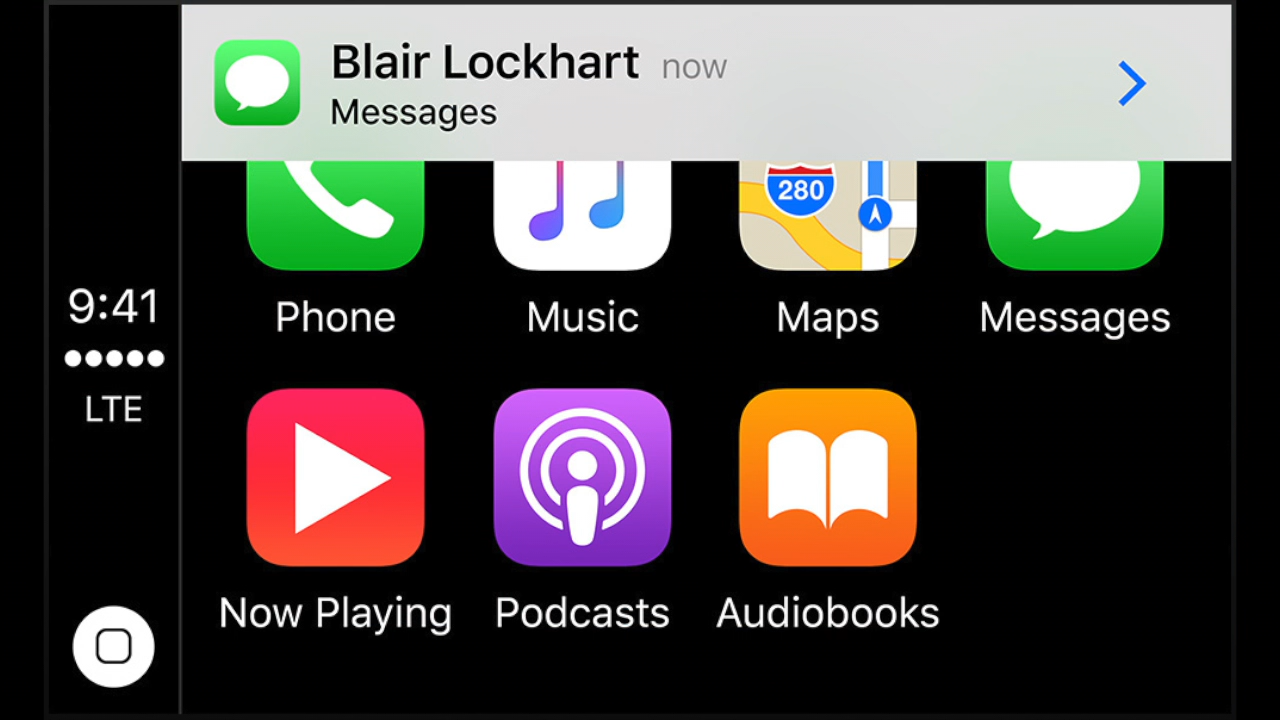 Blair Lockhart now
Messages
280
Phone Music Maps Messages
9:41
LTE
Now Playing Podcasts Audiobooks